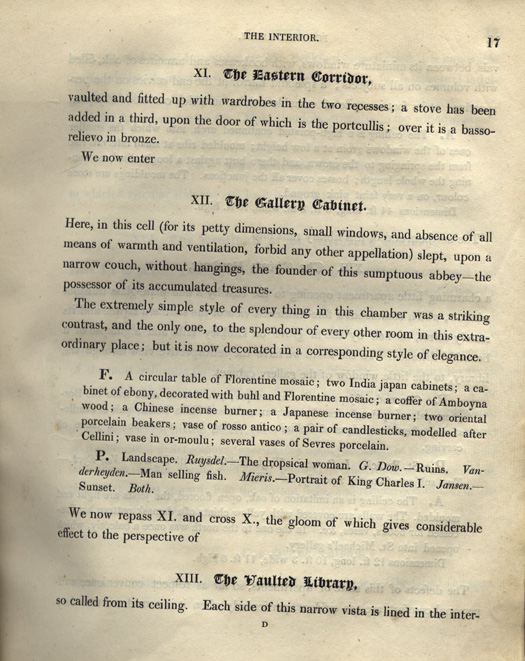 THE INTERIOR.
17
XI. The Eastern Corridor,
vaulted and fitted up with wardrobes in the two recesses; a stove has been
added in a third, upon the door of which is the portcullis; over it is a basso-
relievo in bronze.
We now enter
XII. The Gallery Cabinet.
Here, in this cell (for its petty dimensions, small windows, and absence of all
means of warmth and ventilation, forbid any other appellation) slept, upon a
narrow couch, without hangings, the founder of this sumptuous abbey—the
possessor of its accumulated treasures.
The extremely simple style of every thing in this chamber was a striking
contrast, and the only one, to the splendour of every other room in this extra-
ordinary place; but it is now decorated in a corresponding style of elegance.
F. A circular table of Florentine mosaic; two India japan cabinets; a ca-
binet of ebony, decorated with buhl and Florentine mosaic; a coffer of Amboyna
wood; a Chinese incense burner; a Japanese incense burner; two oriental
porcelain beakers; vase of rosso antico; a pair of candlesticks, modelled after
Cellini; vase in or-moulu; several vases of Sevres porcelain.
P. Landscape. Ruysdel.—The dropsical woman. G. Dow.—Ruins. Van-
derheyden.—Man selling fish. Mieris.—Portrait of King Charles I. Jansen.—
Sunset. Both.
We now repass XI. and cross X., the gloom of which gives considerable
effect to the perspective of
XIII. The Vaulted Library,
so called from its ceiling. Each side of this narrow vista is lined in the inter-
D